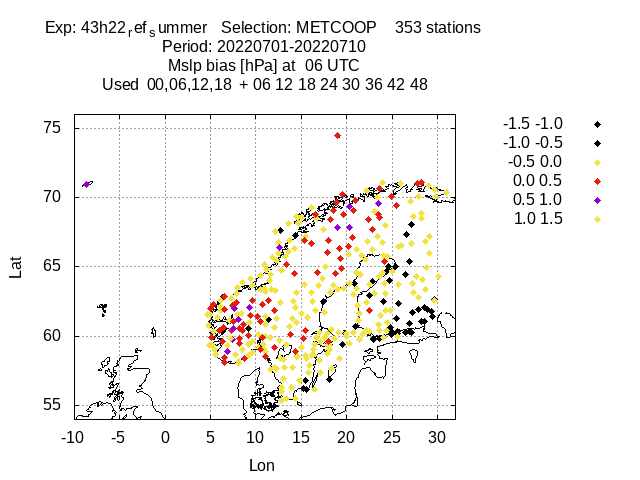 Exp: 43h22refsummer Selection: METCOOP 353 stations
Period: 20220701-20220710
Mslp bias [hPa] at 06 UTC
Used 00,06,12,18 + 06 12 18 24 30 36 42 48
-1.5 -1.0
-1.0 -0.5
-0.5 0.0
0.0 0.5
0.5 1.0
1.0 1.5
75
70
65
60
55
Lat
-10 -5 0 5 10 15 20 25 30
Lon